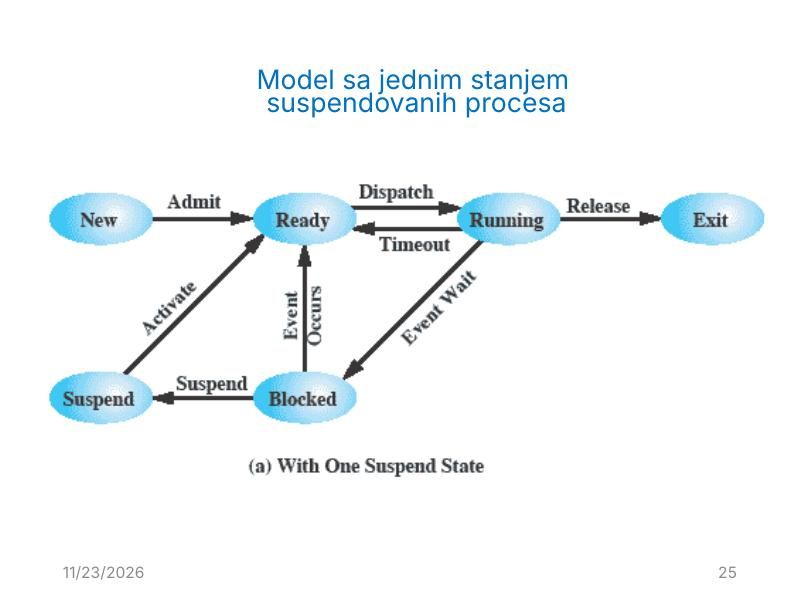 Model sa jednim stanjem
suspendovanih procesa
Admit
Dispatch
Release
New
Ready
Running
Exit
Timeout
Activate
Event
Occurs
Event Wait
Suspend
Suspend
Blocked
(a) With One Suspend State
11/23/2026
25